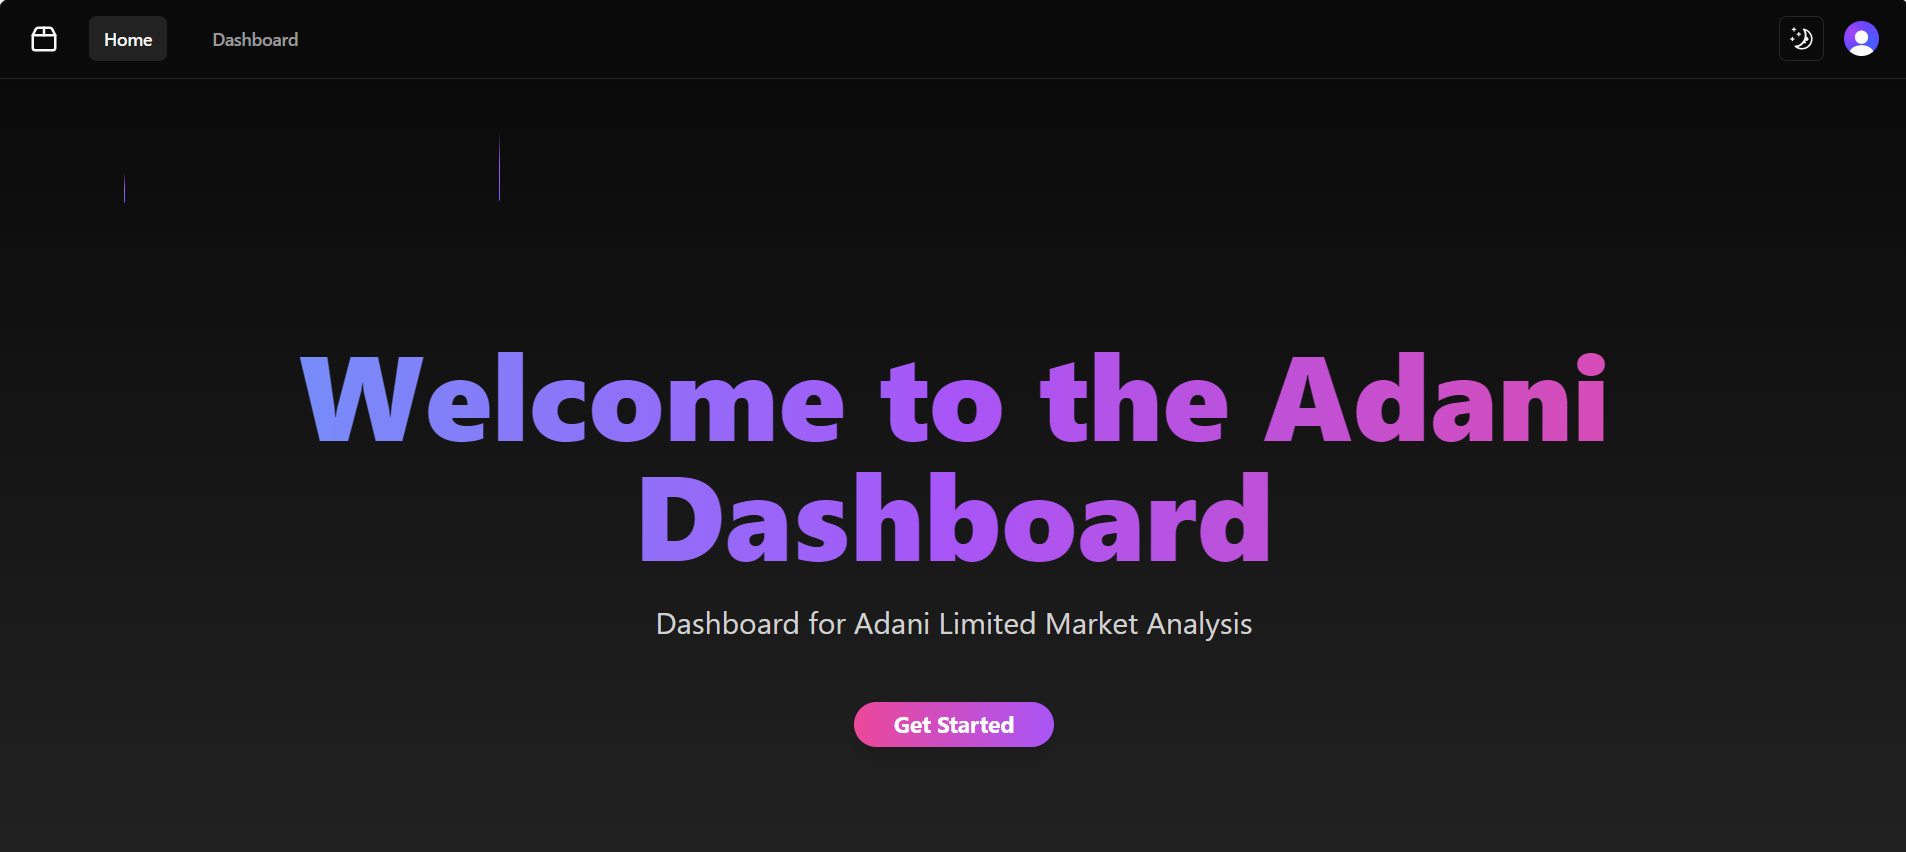 Home
Dashboard
Welcome to the Adani
Dashboard
Dashboard for Adani Limited Market Analysis
Get Started